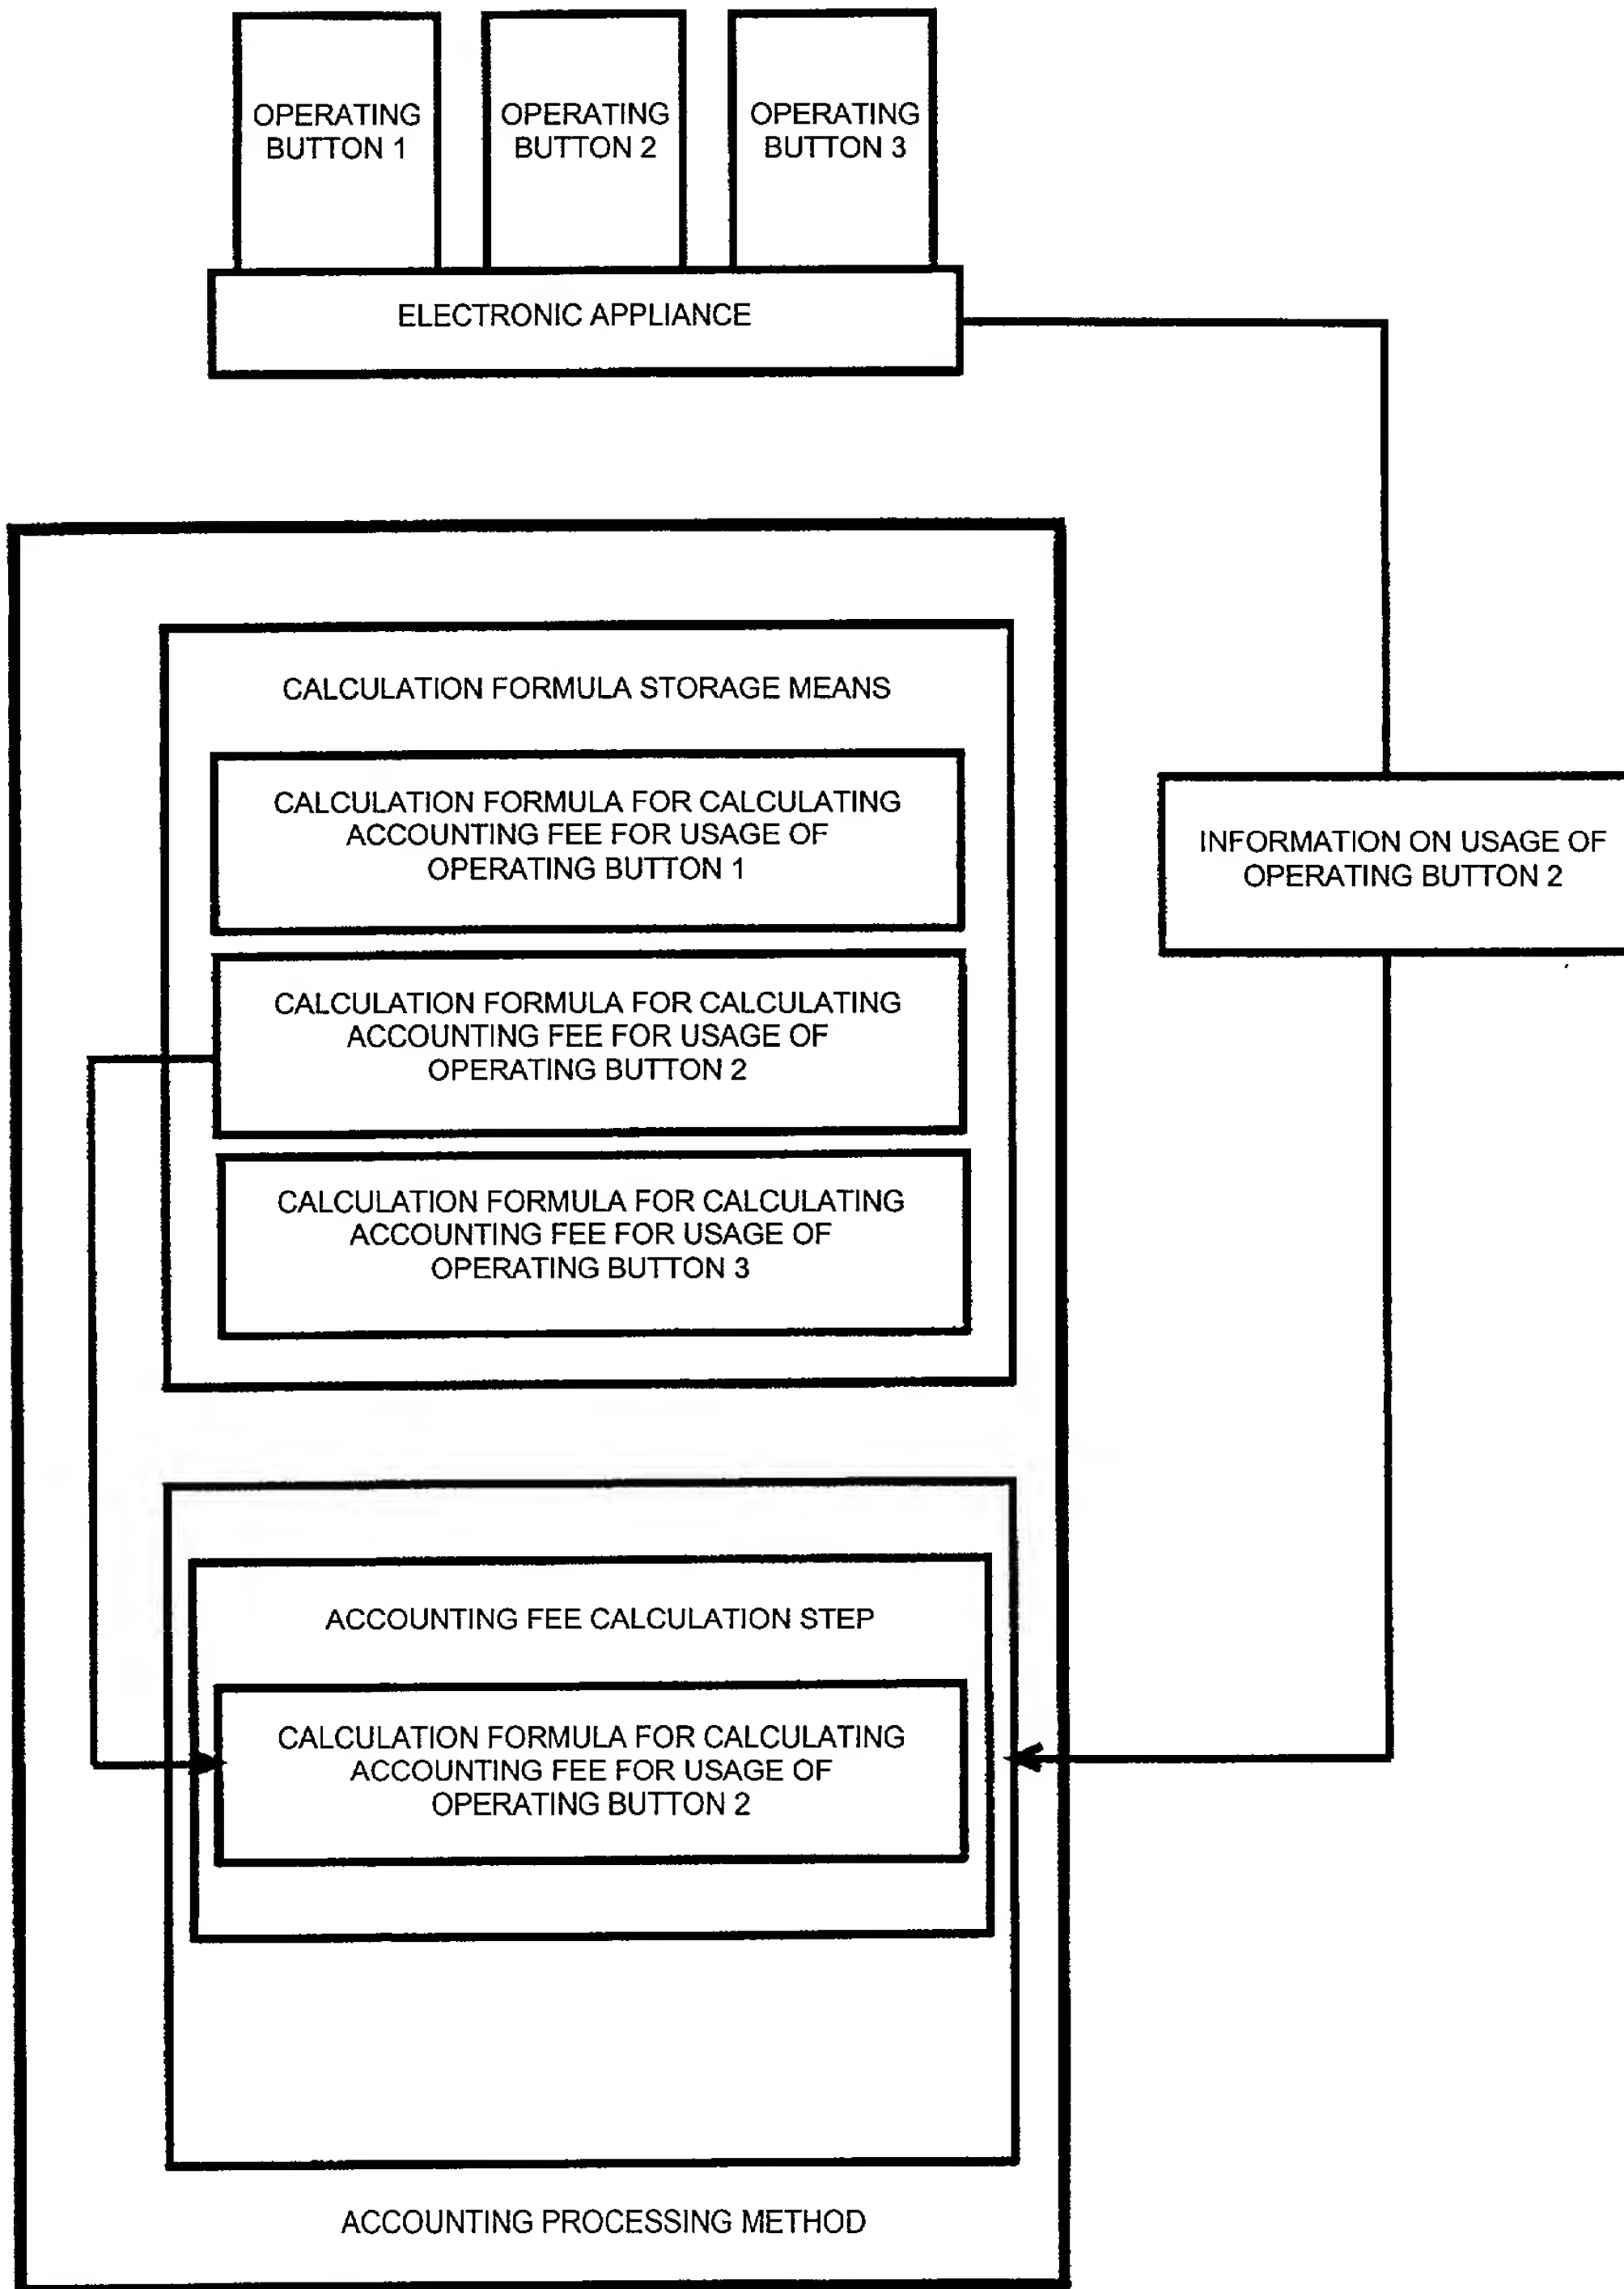 OPERATING
BUTTON 1
OPERATING
BUTTON 2
OPERATING
BUTTON 3
ELECTRONIC APPLIANCE
CALCULATION FORMULA STORAGE MEANS
CALCULATION FORMULA FOR CALCULATING
ACCOUNTING FEE FOR USAGE OF
OPERATING BUTTON 1
INFORMATION ON USAGE OF
OPERATING BUTTON 2
CALCULATION FORMULA FOR CALCULATING
ACCOUNTING FEE FOR USAGE OF
OPERATING BUTTON 2
CALCULATION FORMULA FOR CALCULATING
ACCOUNTING FEE FOR USAGE OF
OPERATING BUTTON 3
ACCOUNTING FEE CALCULATION STEP
CALCULATION FORMULA FOR CALCULATING
ACCOUNTING FEE FOR USAGE OF
OPERATING BUTTON 2
ACCOUNTING PROCESSING METHOD